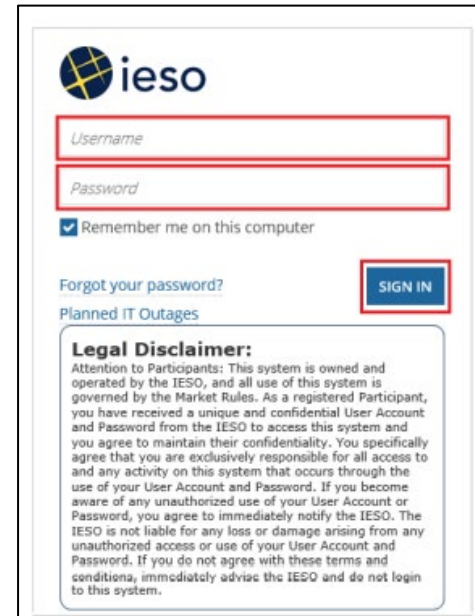 ieso
Username
Password
Remember me on this computer
Forgot your password?
SIGN IN
Planned IT Outages
Legal Disclaimer:
Attention to Participants: This system is owned and
operated by the IESO, and all use of this system is
governed by the Market Rules. As a registered Participant,
you have received a unique and confidential User Account
and Password from the IESO to access this system and
you agree to maintain their confidentiality. You specifically
agree that you are exclusively responsible for all access to
and any activity on this system that occurs through the
use of your User Account and Password. If you become
aware of any unauthorized use of your User Account or
Password, you agree to immediately notify the IESO. The
IESO is not liable for any loss or damage arising from any
unauthorized access or use of your User Account and
Password. If you do not agree with these terms and
conditions, immediately advise the IESO and do not login
to this system.